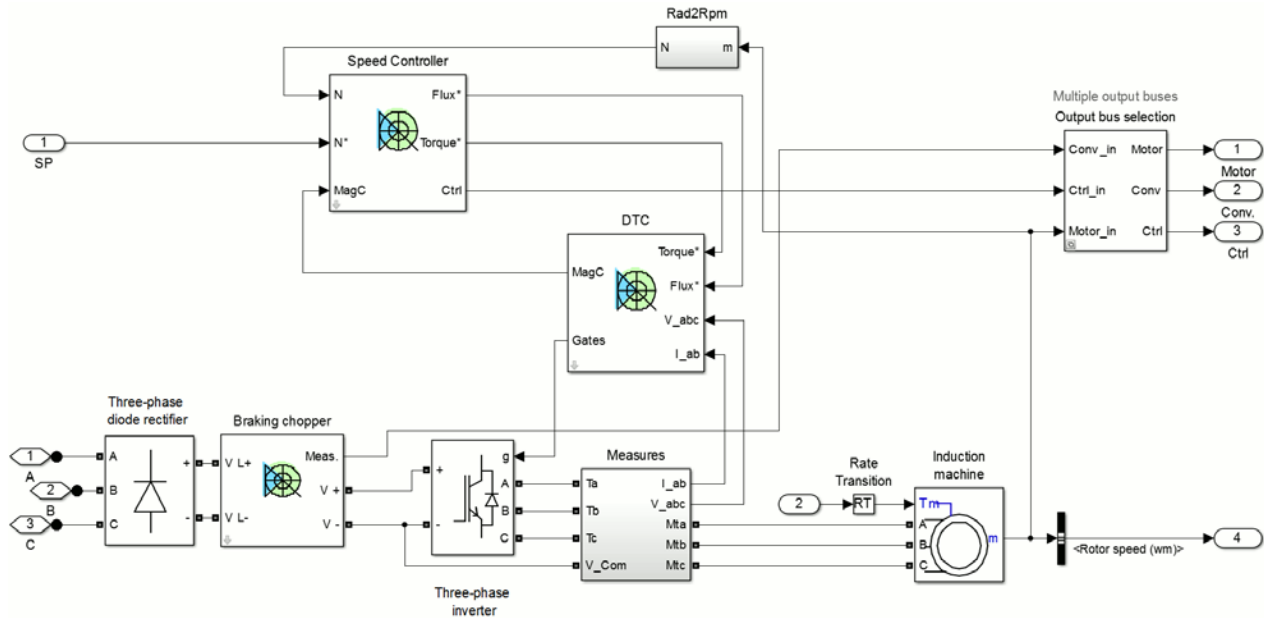 Rad2Rpm
N
m
Speed Controller
N
Flux*
N*
Torque*
MagC
Ctrl
1
SP
Multiple output buses
Output bus selection
Conv_in
Motor
Ctrl_in
Conv
Motor_in
Ctrl
1
Motor
2
Conv.
3
Ctrl
DTC
Torque*
MagC
Flux*
V_abc
Gates
I_ab
Three-phase
diode rectifier
1
A
2
B
3
C
A
+
B
C
-
Braking chopper
V L+
Meas.
V +
V L-
V -
+
g
A
B
-
C
Three-phase
inverter
Measures
Ta
I_ab
Tb
V_abc
Mta
Tc
Mtb
V_Com
Mtc
2
Rate
Transition
RT
Induction
machine
Tm
A
B
m
C
<Rotor speed (wm)>
4